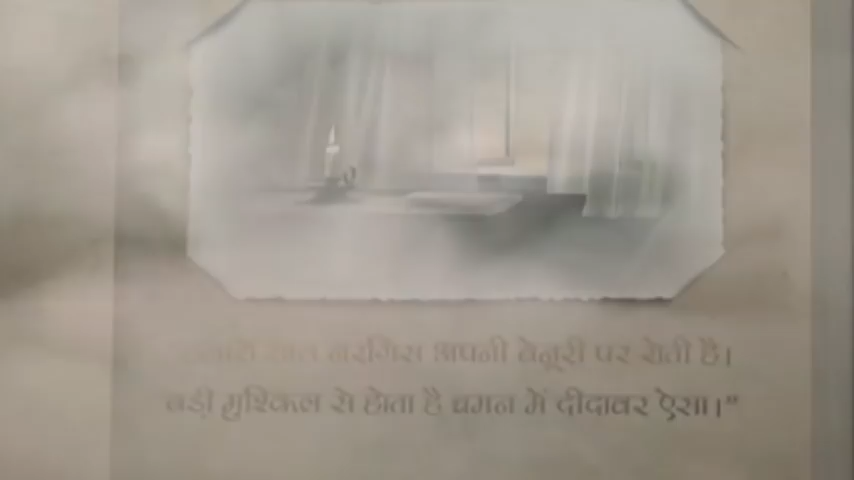 साल नरगिस अपनी बेनूरी पर रोती है।
बड़ी मुश्किल से होता है चमन में दीदावर ऐसा।"